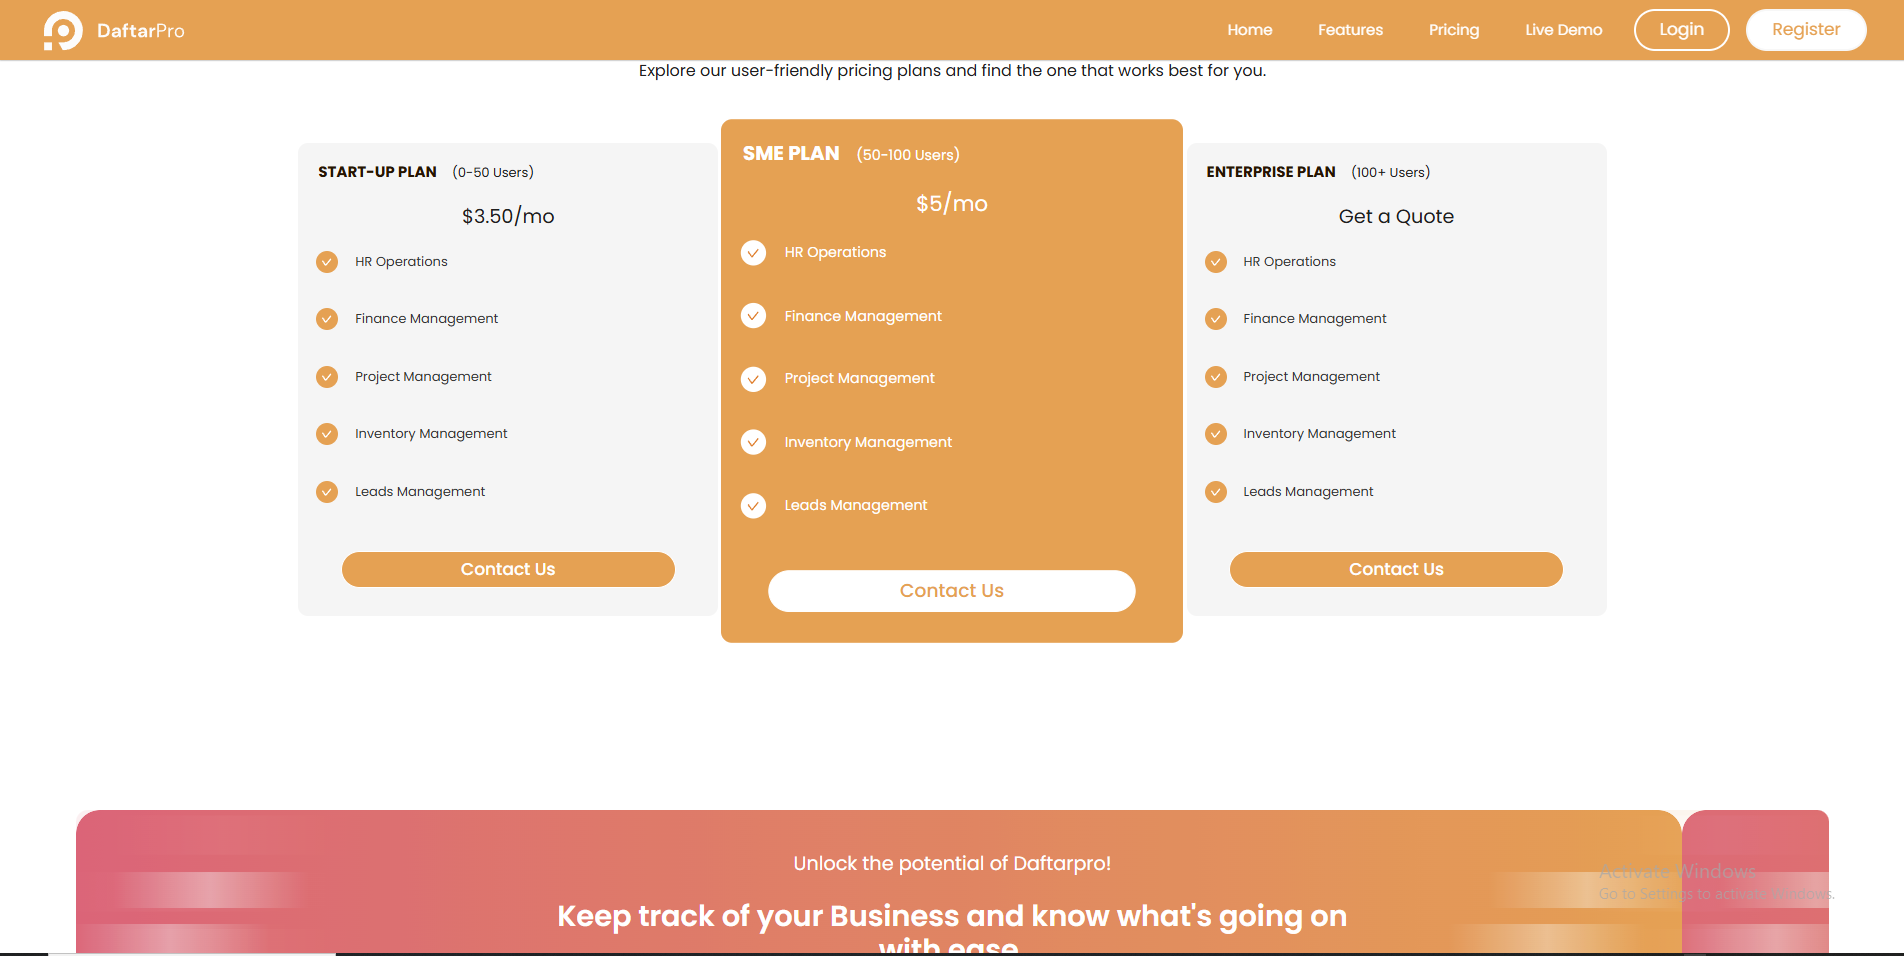 DaftarPro
Home Features Pricing Live Demo Login Register
Explore our user-friendly pricing plans and find the one that works best for you.
START-UP PLAN (0-50 Users)
$3.50/mo
HR Operations
Finance Management
Project Management
Inventory Management
Leads Management
Contact Us
SME PLAN (50-100 Users)
$5/mo
HR Operations
Finance Management
Project Management
Inventory Management
Leads Management
Contact Us
ENTERPRISE PLAN (100+ Users)
Get a Quote
HR Operations
Finance Management
Project Management
Inventory Management
Leads Management
Contact Us
Unlock the potential of Daftarpro!
Keep track of your Business and know what's going on
with ease
Activate Windows
Go to Settings to activate Windows.